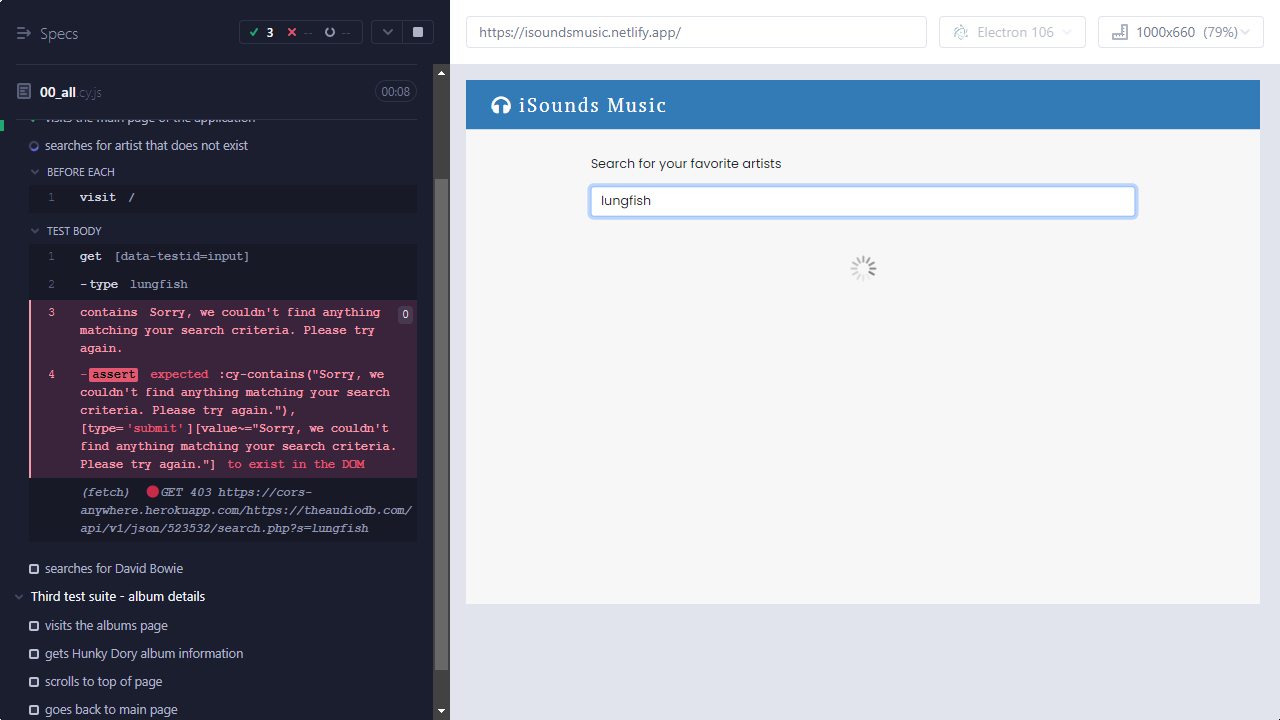 Specs
3
--
--
https://isoundsmusic.netlify.app/
Electron 106
1000x660 (79%)
00_all.cy.js
00:08
visits the main page of the application
searches for artist that does not exist
BEFORE EACH
1 visit /
TEST BODY
1 get [data-testid=input]
2 -type lungfish
3 contains Sorry, we couldn't find anything 0
matching your search criteria. Please try
again.
4 -assert expected :cy-contains("Sorry, we
couldn't find anything matching your search
criteria. Please try again."),
[type='submit'][value~="Sorry, we couldn't
find anything matching your search criteria.
Please try again."] to exist in the DOM
(fetch) GET 403 https://cors-
anywhere.herokuapp.com/https://theaudiodb.com/
api/v1/json/523532/search.php?s=lungfish
searches for David Bowie
Third test suite - album details
visits the albums page
gets Hunky Dory album information
scrolls to top of page
goes back to main page
iSounds Music
Search for your favorite artists
lungfish